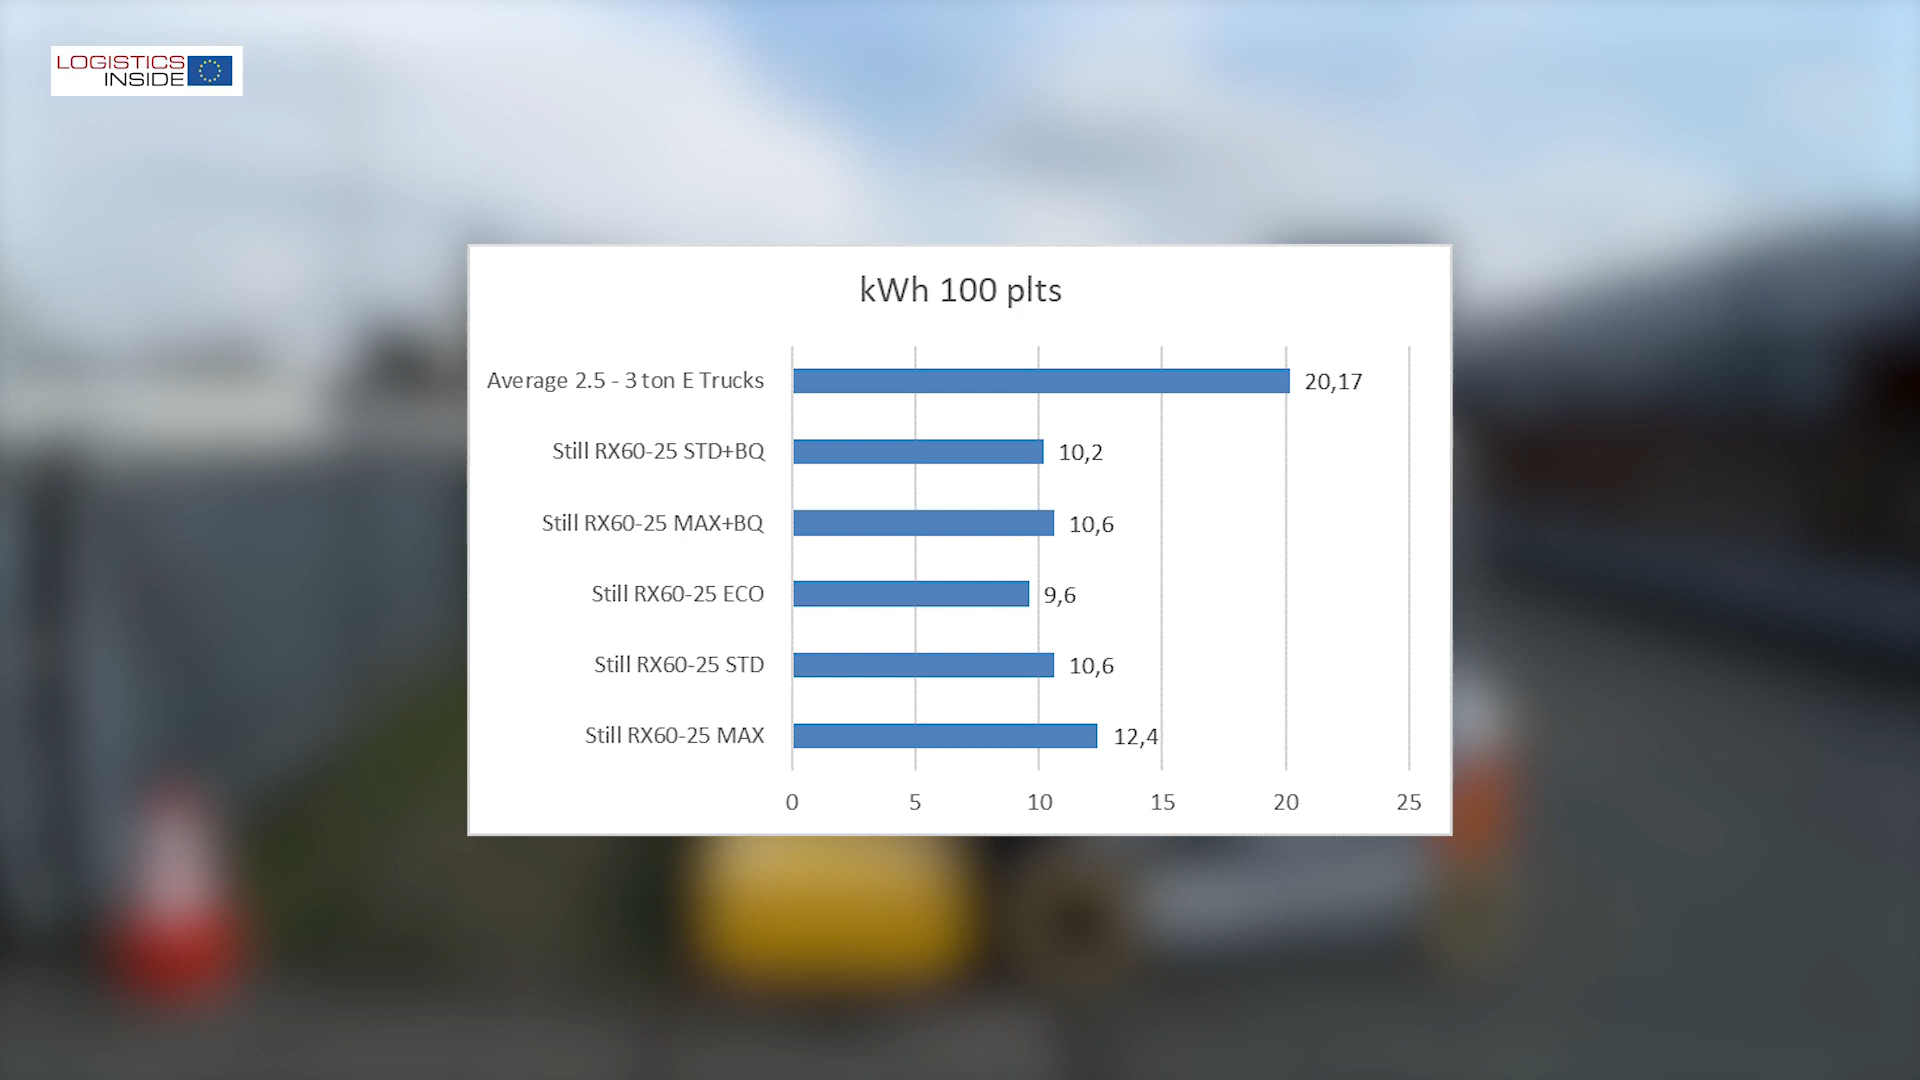 LOGISTICS
INSIDE
kWh 100 plts
Average 2.5 - 3 ton E Trucks 20,17
Still RX60-25 STD+BQ 10,2
Still RX60-25 MAX+BQ 10,6
Still RX60-25 ECO 9,6
Still RX60-25 STD 10,6
Still RX60-25 MAX 12,4
0 5 10 15 20 25